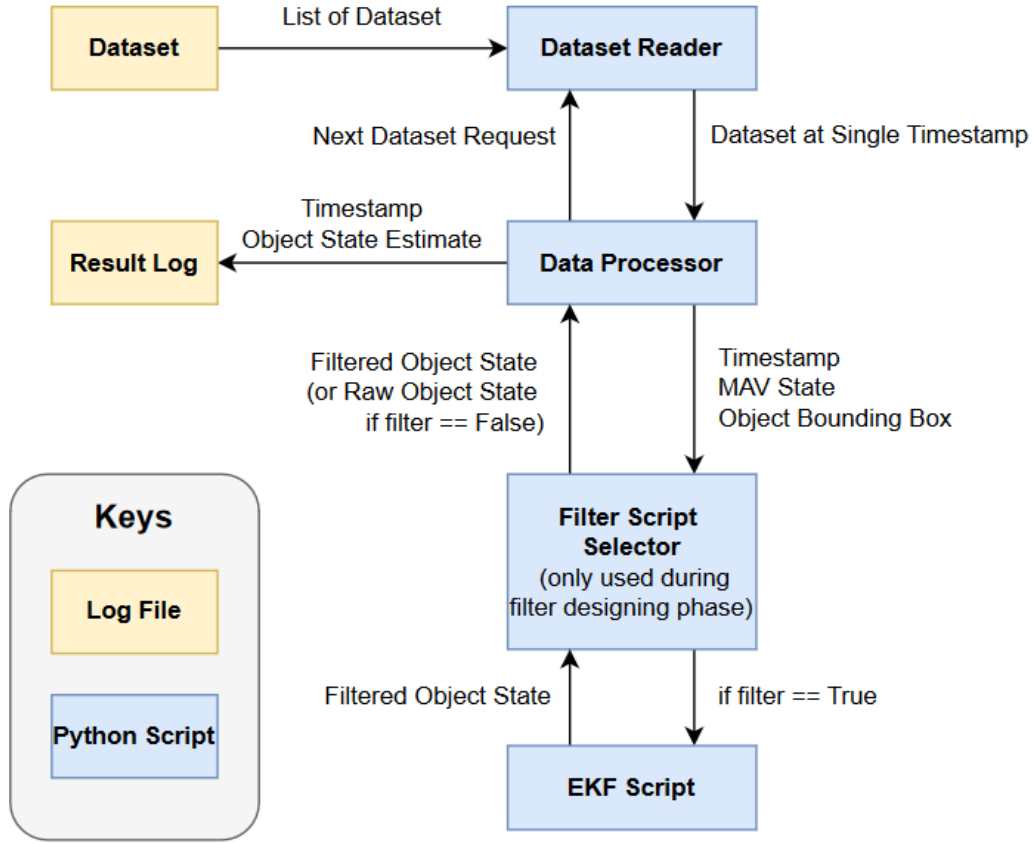 List of Dataset
Dataset
Dataset Reader
Next Dataset Request
Dataset at Single Timestamp
Timestamp
Object State Estimate
Result Log
Data Processor
Filtered Object State
(or Raw Object State
if filter == False)
Timestamp
MAV State
Object Bounding Box
Keys
Log File
Python Script
Filter Script
Selector
(only used during
filter designing phase)
Filtered Object State
if filter == True
EKF Script